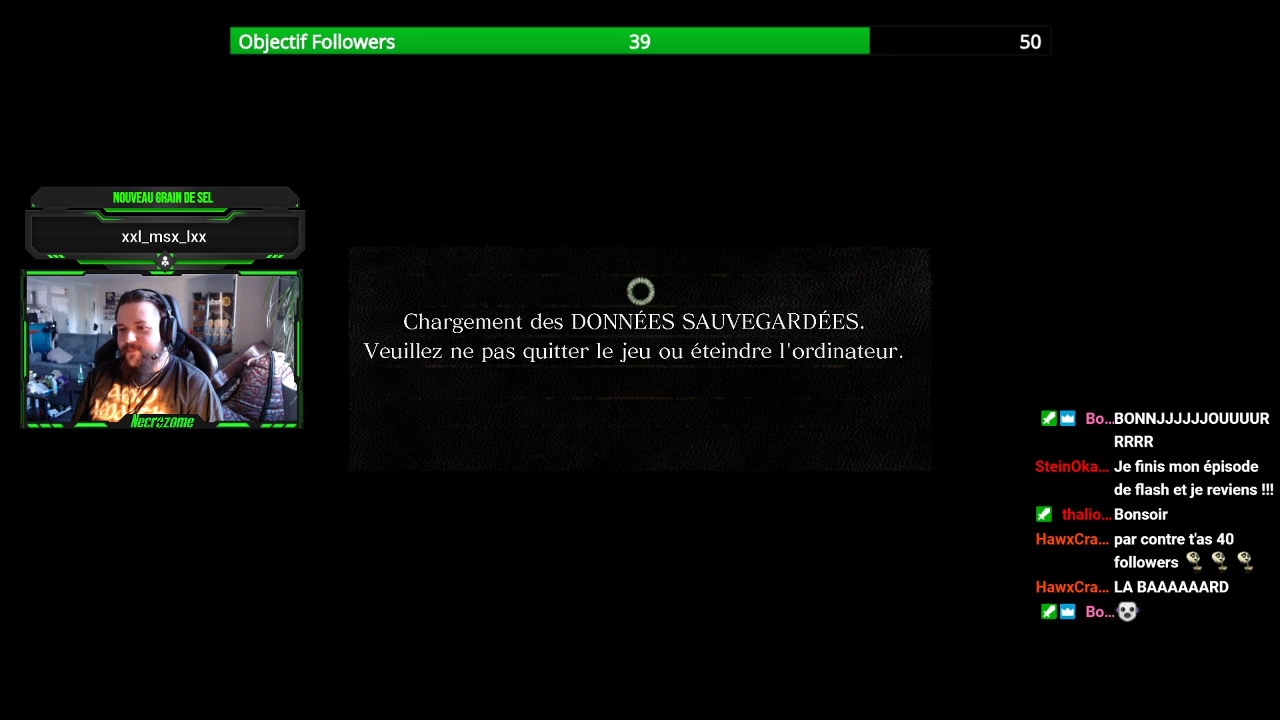 Objectif Followers 39 50
NOUVEAU GRAIN DE SEL
xxl_msx_lxx
Necrozome
Chargement des DONNÉES SAUVEGARDÉES.
Veuillez ne pas quitter le jeu ou éteindre l'ordinateur.
Bo... BONNJJJJJJOUUUUR
RRRR
SteinOka... Je finis mon épisode
de flash et je reviens !!!
thalio... Bonsoir
HawxCra... par contre t'as 40
followers
HawxCra... LA BAAAAAARD
Bo...